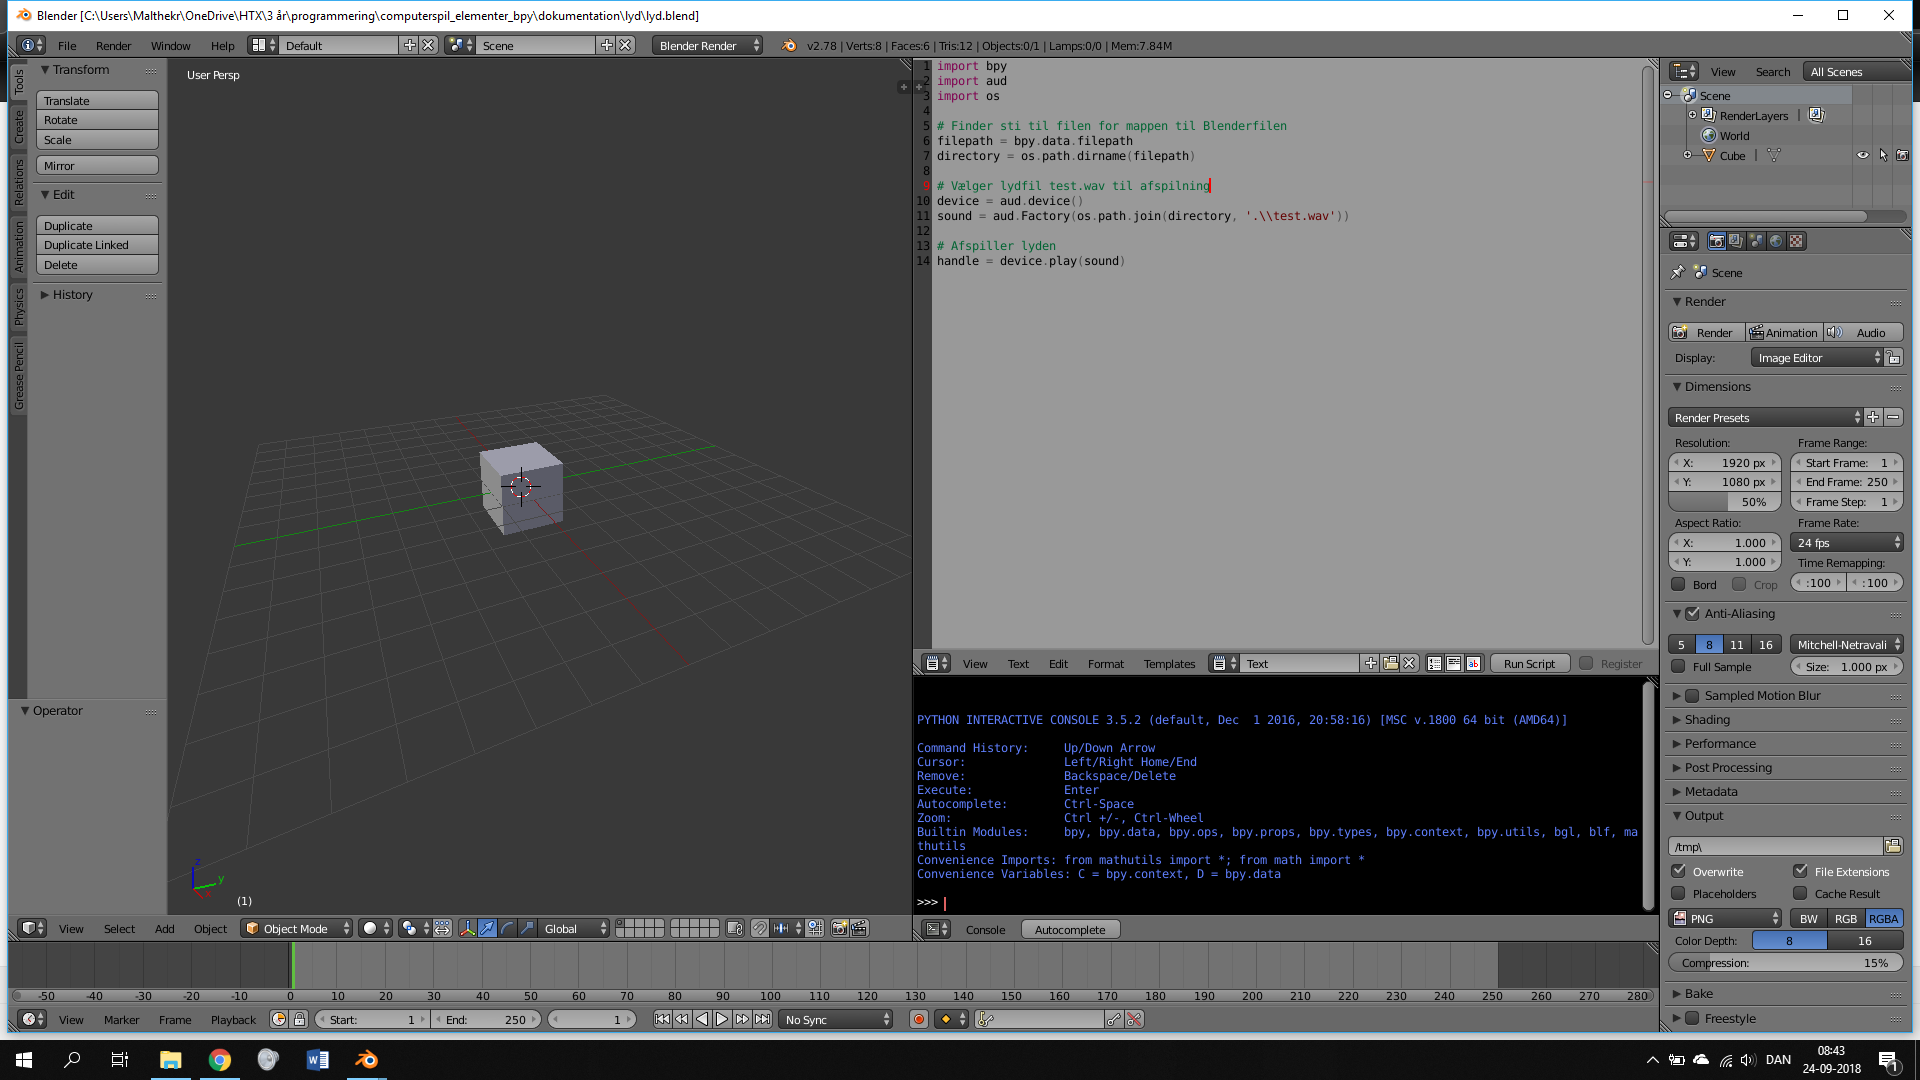 Blender [C:\Users\Malthekr\OneDrive\HTX\3 år\programmering\computerspil_elementer_bpy\dokumentation\lyd\lyd.blend]
File Render Window Help Default Scene Blender Render v2.78 | Verts:8 | Faces:6 | Tris:12 | Objects:0/1 | Lamps:0/0 | Mem:7.84M
Tools
Create
Relations
Animation
Physics
Grease Pencil
Transform
Translate
Rotate
Scale
Mirror
Edit
Duplicate
Duplicate Linked
Delete
History
Operator
User Persp
z
y
x
(1)
View Select Add Object Object Mode Global
1 import bpy
2 import aud
3 import os
4
5 # Finder sti til filen for mappen til Blenderfilen
6 filepath = bpy.data.filepath
7 directory = os.path.dirname(filepath)
8
9 # Vælger lydfil test.wav til afspilning
10 device = aud.device()
11 sound = aud.Factory(os.path.join(directory, '.\\test.wav'))
12
13 # Afspiller lyden
14 handle = device.play(sound)
View Text Edit Format Templates Text Run Script Register
PYTHON INTERACTIVE CONSOLE 3.5.2 (default, Dec  1 2016, 20:58:16) [MSC v.1800 64 bit (AMD64)]
Command History: Up/Down Arrow
Cursor: Left/Right Home/End
Remove: Backspace/Delete
Execute: Enter
Autocomplete: Ctrl-Space
Zoom: Ctrl +/-, Ctrl-Wheel
Builtin Modules: bpy, bpy.data, bpy.ops, bpy.props, bpy.types, bpy.context, bpy.utils, bgl, blf, ma
thutils
Convenience Imports: from mathutils import *; from math import *
Convenience Variables: C = bpy.context, D = bpy.data
>>>
Console Autocomplete
View Search All Scenes
Scene
RenderLayers |
World
Cube |
Scene
Render
Render Animation Audio
Display: Image Editor
Dimensions
Render Presets
Resolution: Frame Range:
X: 1920 px Start Frame: 1
Y: 1080 px End Frame: 250
50% Frame Step: 1
Aspect Ratio: Frame Rate:
X: 1.000 24 fps
Y: 1.000 Time Remapping:
Bord Crop :100 :100
Anti-Aliasing
5 8 11 16 Mitchell-Netravali
Full Sample Size: 1.000 px
Sampled Motion Blur
Shading
Performance
Post Processing
Metadata
Output
/tmp\
Overwrite File Extensions
Placeholders Cache Result
PNG BW RGB RGBA
Color Depth: 8 16
Compression: 15%
Bake
Freestyle
-50 -40 -30 -20 -10 0 10 20 30 40 50 60 70 80 90 100 110 120 130 140 150 160 170 180 190 200 210 220 230 240 250 260 270 280
View Marker Frame Playback Start: 1 End: 250 1 No Sync
DAN 08:43
24-09-2018
1